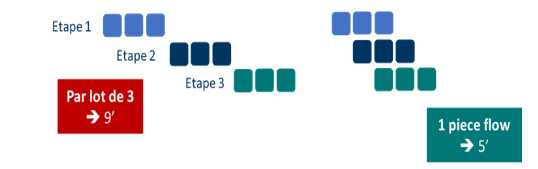 Etape 1
Etape 2
Etape 3
Par lot de 3
➔ 9’
1 piece flow
➔ 5’